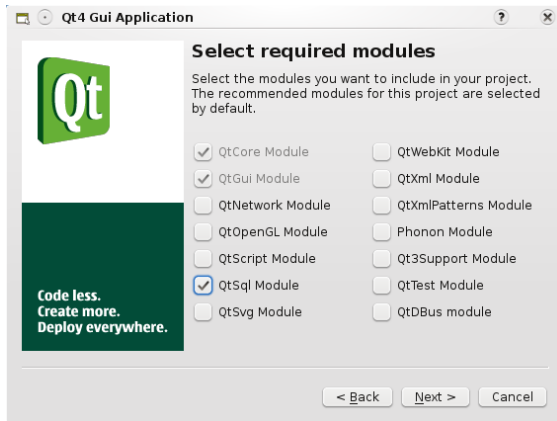 Qt4 Gui Application
?
x
Qt
Select required modules
Select the modules you want to include in your project.
The recommended modules for this project are selected
by default.
QtCore Module
QtGui Module
QtNetwork Module
QtOpenGL Module
QtScript Module
QtSql Module
QtSvg Module
QtWebKit Module
QtXml Module
QtXmlPatterns Module
Phonon Module
Qt3Support Module
QtTest Module
QtDBus module
Code less.
Create more.
Deploy everywhere.
< Back
Next >
Cancel